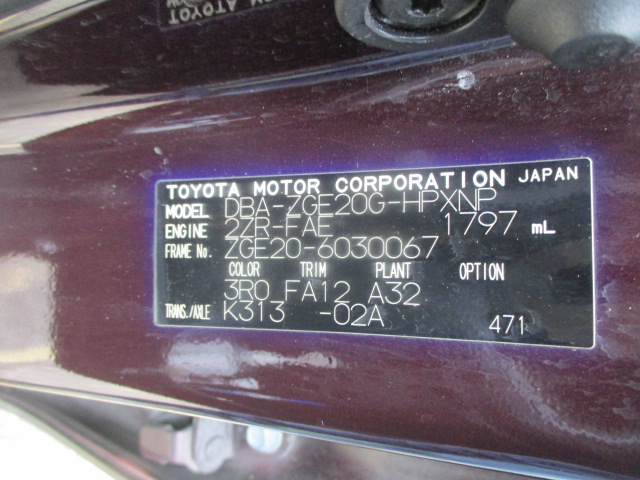 TOYOTA MOTOR CORPORATION JAPAN
MODEL DBA-ZGE20G-HPXNP
ENGINE 2ZR-FAE 1797 mL
FRAME No. ZGE20-6030067
COLOR TRIM PLANT OPTION
3R0 FA12 A32
TRANS./AXLE K313 -02A
471